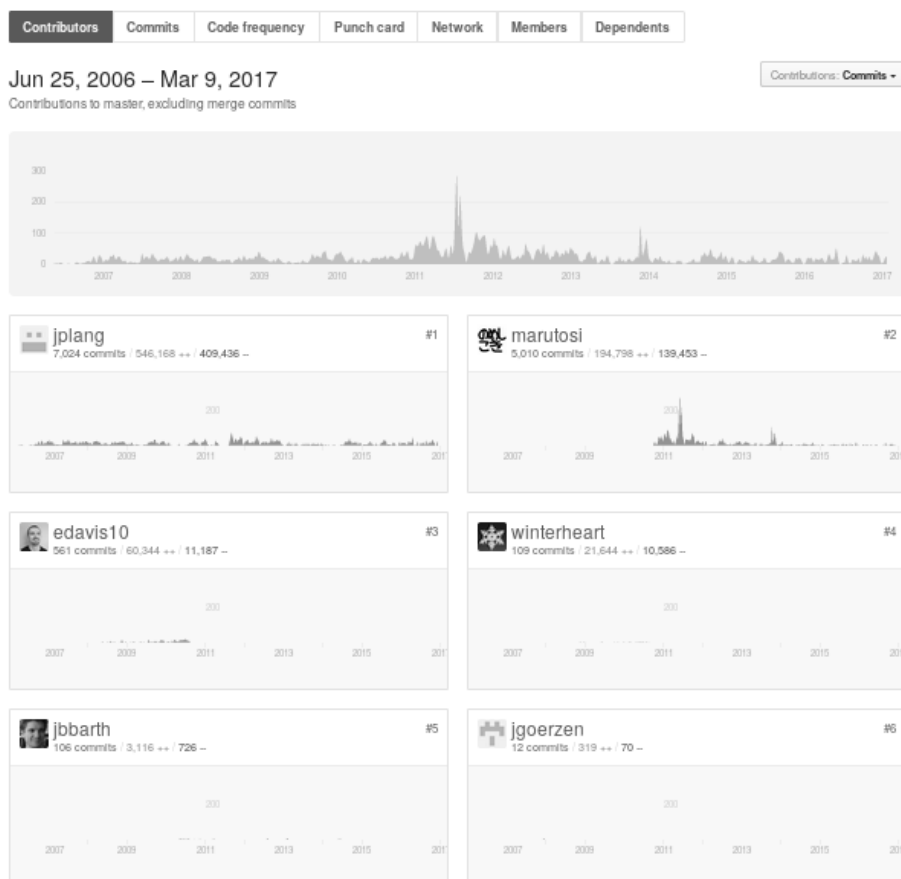 Contributors Commits Code frequency Punch card Network Members Dependents
Jun 25, 2006 – Mar 9, 2017
Contributions: Commits
Contributions to master, excluding merge commits
300
200
100
0
2007 2008 2009 2010 2011 2012 2013 2014 2015 2016 2017
jplang #1
7,024 commits / 546,168 ++ / 409,436 --
200
2007 2009 2011 2013 2015 201
marutosi #2
5,010 commits / 194,798 ++ / 139,453 --
200
2007 2009 2011 2013 2015 20
edavis10 #3
561 commits / 60,344 ++ / 11,187 --
200
2007 2009 2011 2013 2015 201
winterheart #4
109 commits / 21,644 ++ / 10,586 --
200
2007 2009 2011 2013 2015 20
jbbarth #5
106 commits / 3,116 ++ / 726 --
200
2007 2009 2011 2013 2015 201
jgoerzen #6
12 commits / 319 ++ / 70 --
200
2007 2009 2011 2013 2015 20